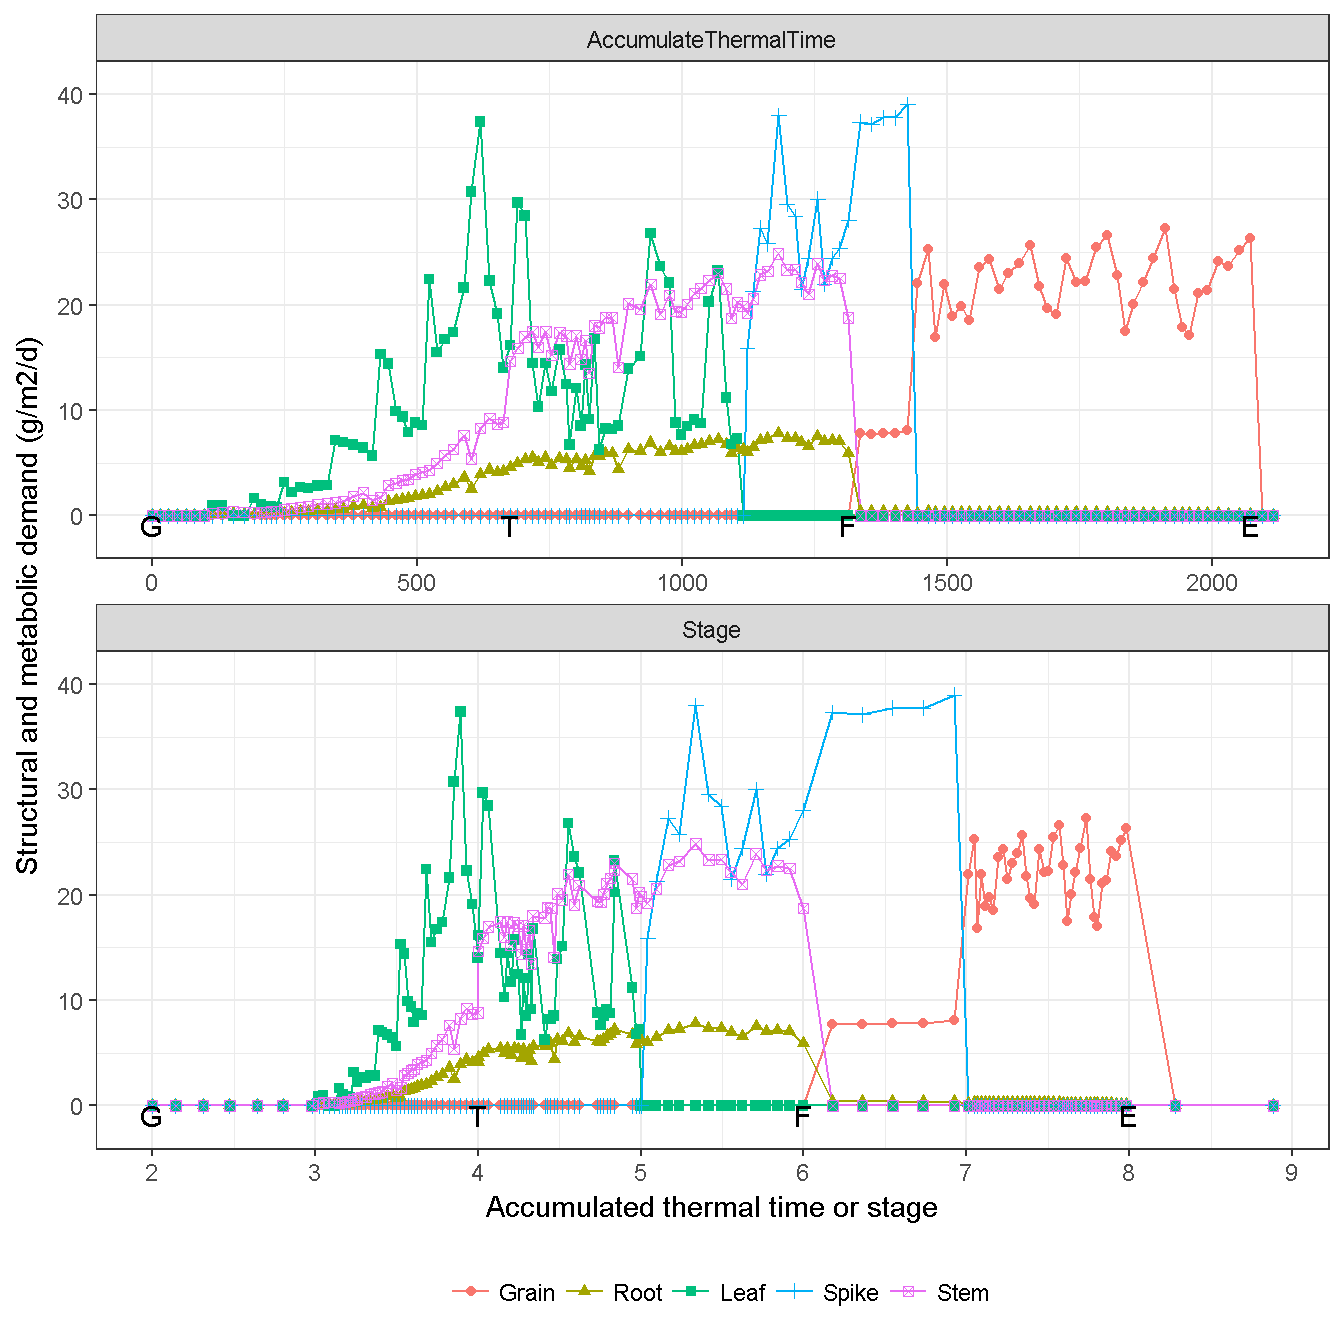 AccumulateThermalTime
40
30
20
10
0
G T F E
0 500 1000 1500 2000
Stage
40
30
20
10
0
G T F E
2 3 4 5 6 7 8 9
Structural and metabolic demand (g/m2/d)
Accumulated thermal time or stage
Grain Root Leaf Spike Stem